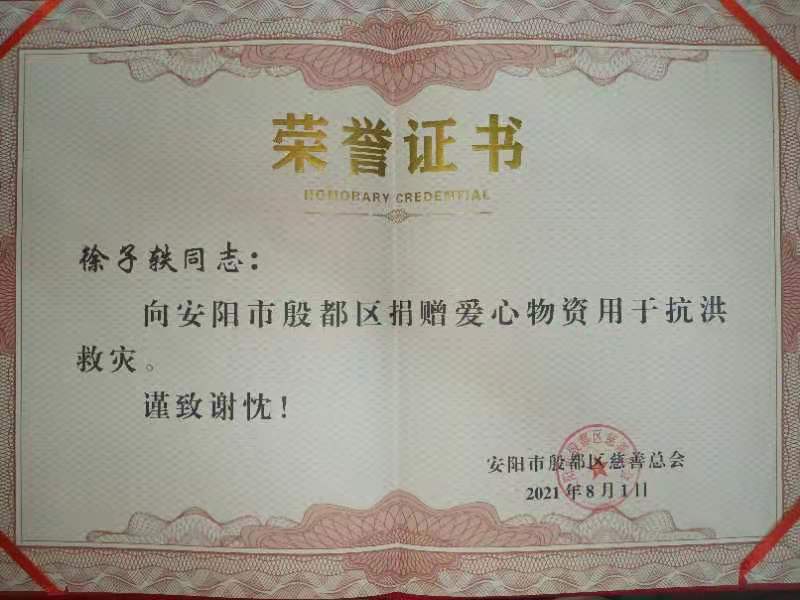 荣誉证书
HONORARY CREDENTIAL
徐子轶同志：
向安阳市殷都区捐赠爱心物资用于抗洪
救灾。
谨致谢忱！
安阳市殷都区慈善总会
2021年8月1日